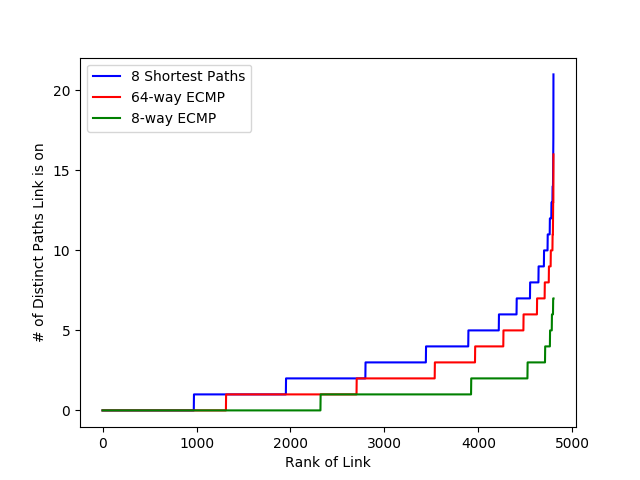 8 Shortest Paths
64-way ECMP
8-way ECMP
20
15
10
5
0
# of Distinct Paths Link is on
0 1000 2000 3000 4000 5000
Rank of Link